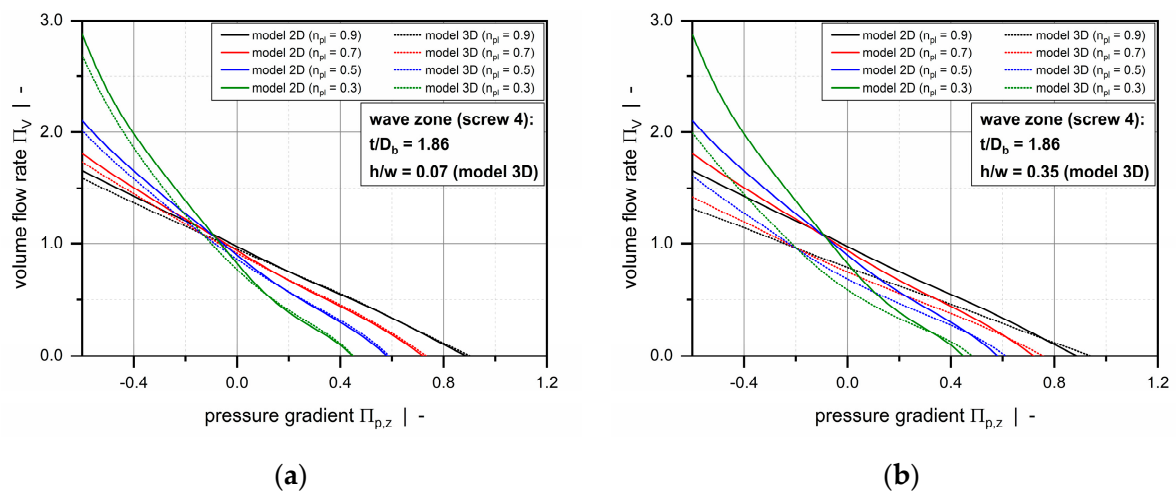 3.0
2.0
1.0
0.0
-0.4
0.0
0.4
0.8
1.2
volume flow rate Π_V | -
pressure gradient Π_p,z | -
model 2D (n_pl = 0.9) model 3D (n_pl = 0.9)
model 2D (n_pl = 0.7) model 3D (n_pl = 0.7)
model 2D (n_pl = 0.5) model 3D (n_pl = 0.5)
model 2D (n_pl = 0.3) model 3D (n_pl = 0.3)
wave zone (screw 4):
t/D_b = 1.86
h/w = 0.07 (model 3D)
(a)
3.0
2.0
1.0
0.0
-0.4
0.0
0.4
0.8
1.2
volume flow rate Π_V | -
pressure gradient Π_p,z | -
model 2D (n_pl = 0.9) model 3D (n_pl = 0.9)
model 2D (n_pl = 0.7) model 3D (n_pl = 0.7)
model 2D (n_pl = 0.5) model 3D (n_pl = 0.5)
model 2D (n_pl = 0.3) model 3D (n_pl = 0.3)
wave zone (screw 4):
t/D_b = 1.86
h/w = 0.35 (model 3D)
(b)